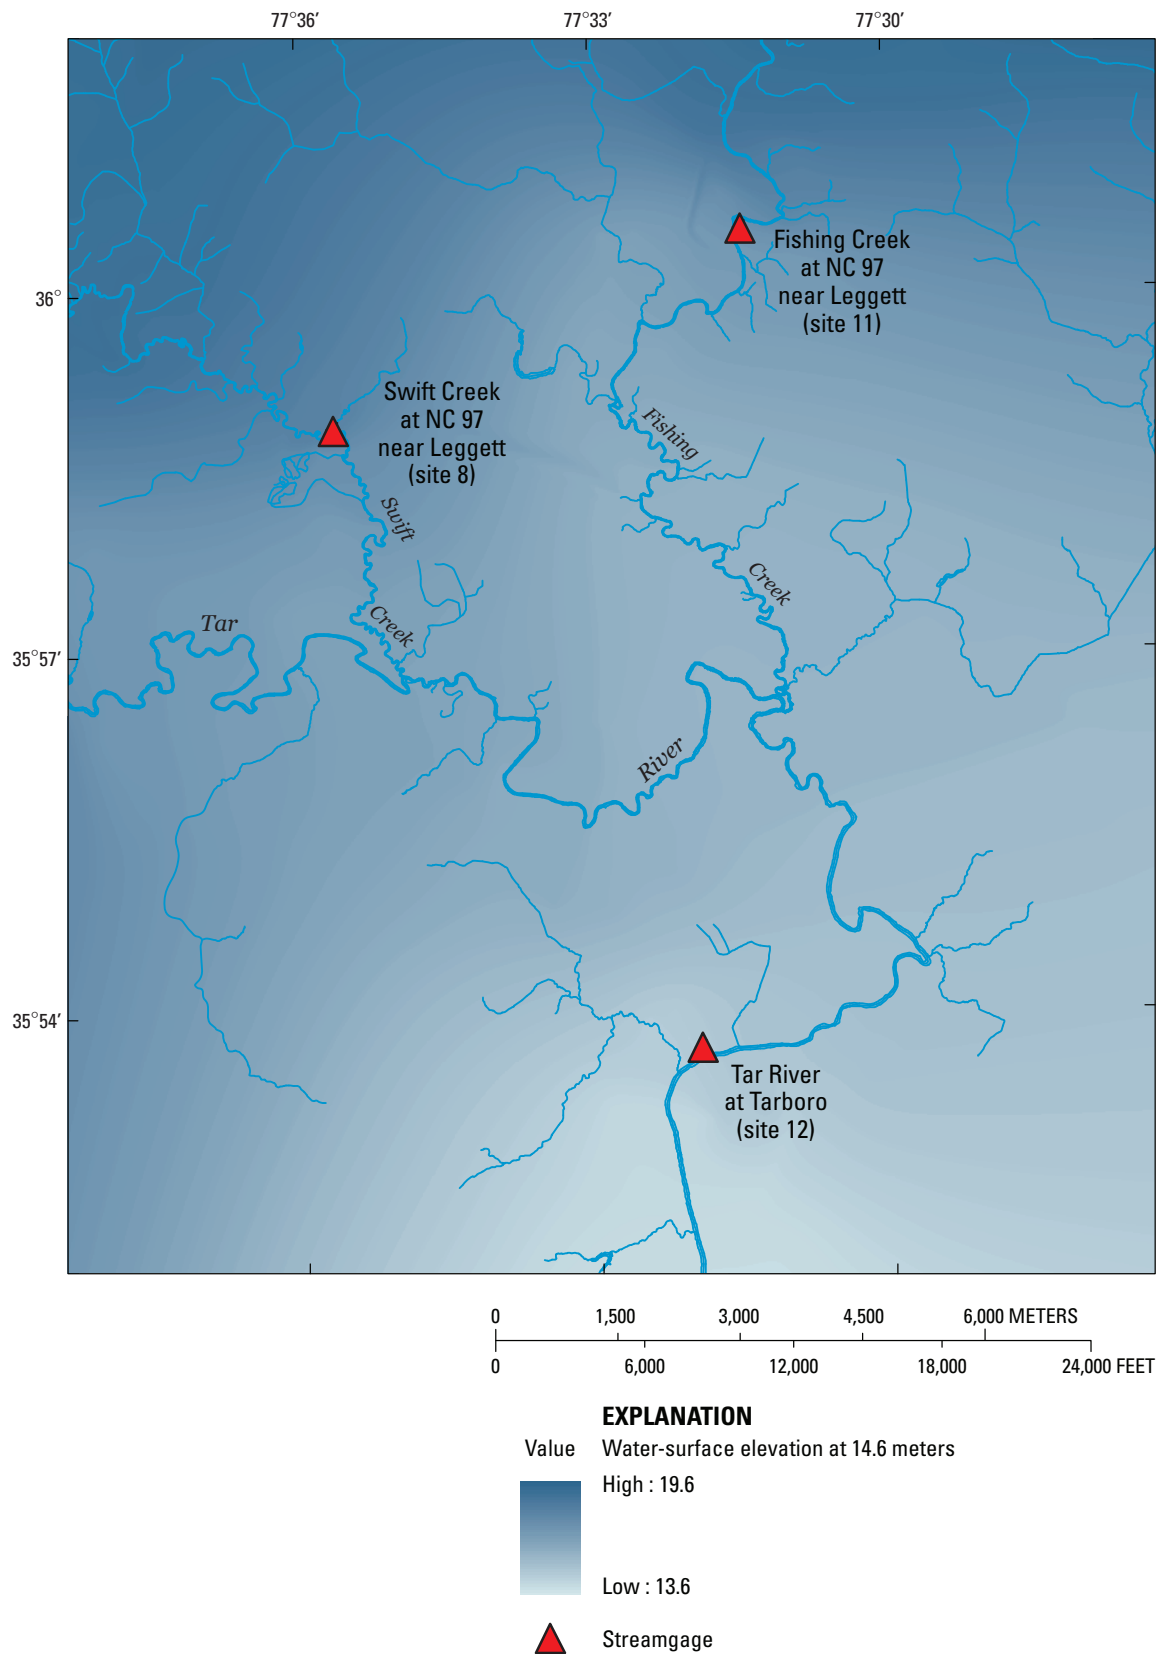 77°36′
77°33′
77°30′
Fishing Creek
at NC 97
near Leggett
(site 11)
36°
Swift Creek
at NC 97
near Leggett
(site 8)
Fishing
Swift
Creek
Creek
Tar
35°57′
River
35°54′
Tar River
at Tarboro
(site 12)
0 1,500 3,000 4,500 6,000 METERS
0 6,000 12,000 18,000 24,000 FEET
EXPLANATION
Value Water-surface elevation at 14.6 meters
High : 19.6
Low : 13.6
Streamgage